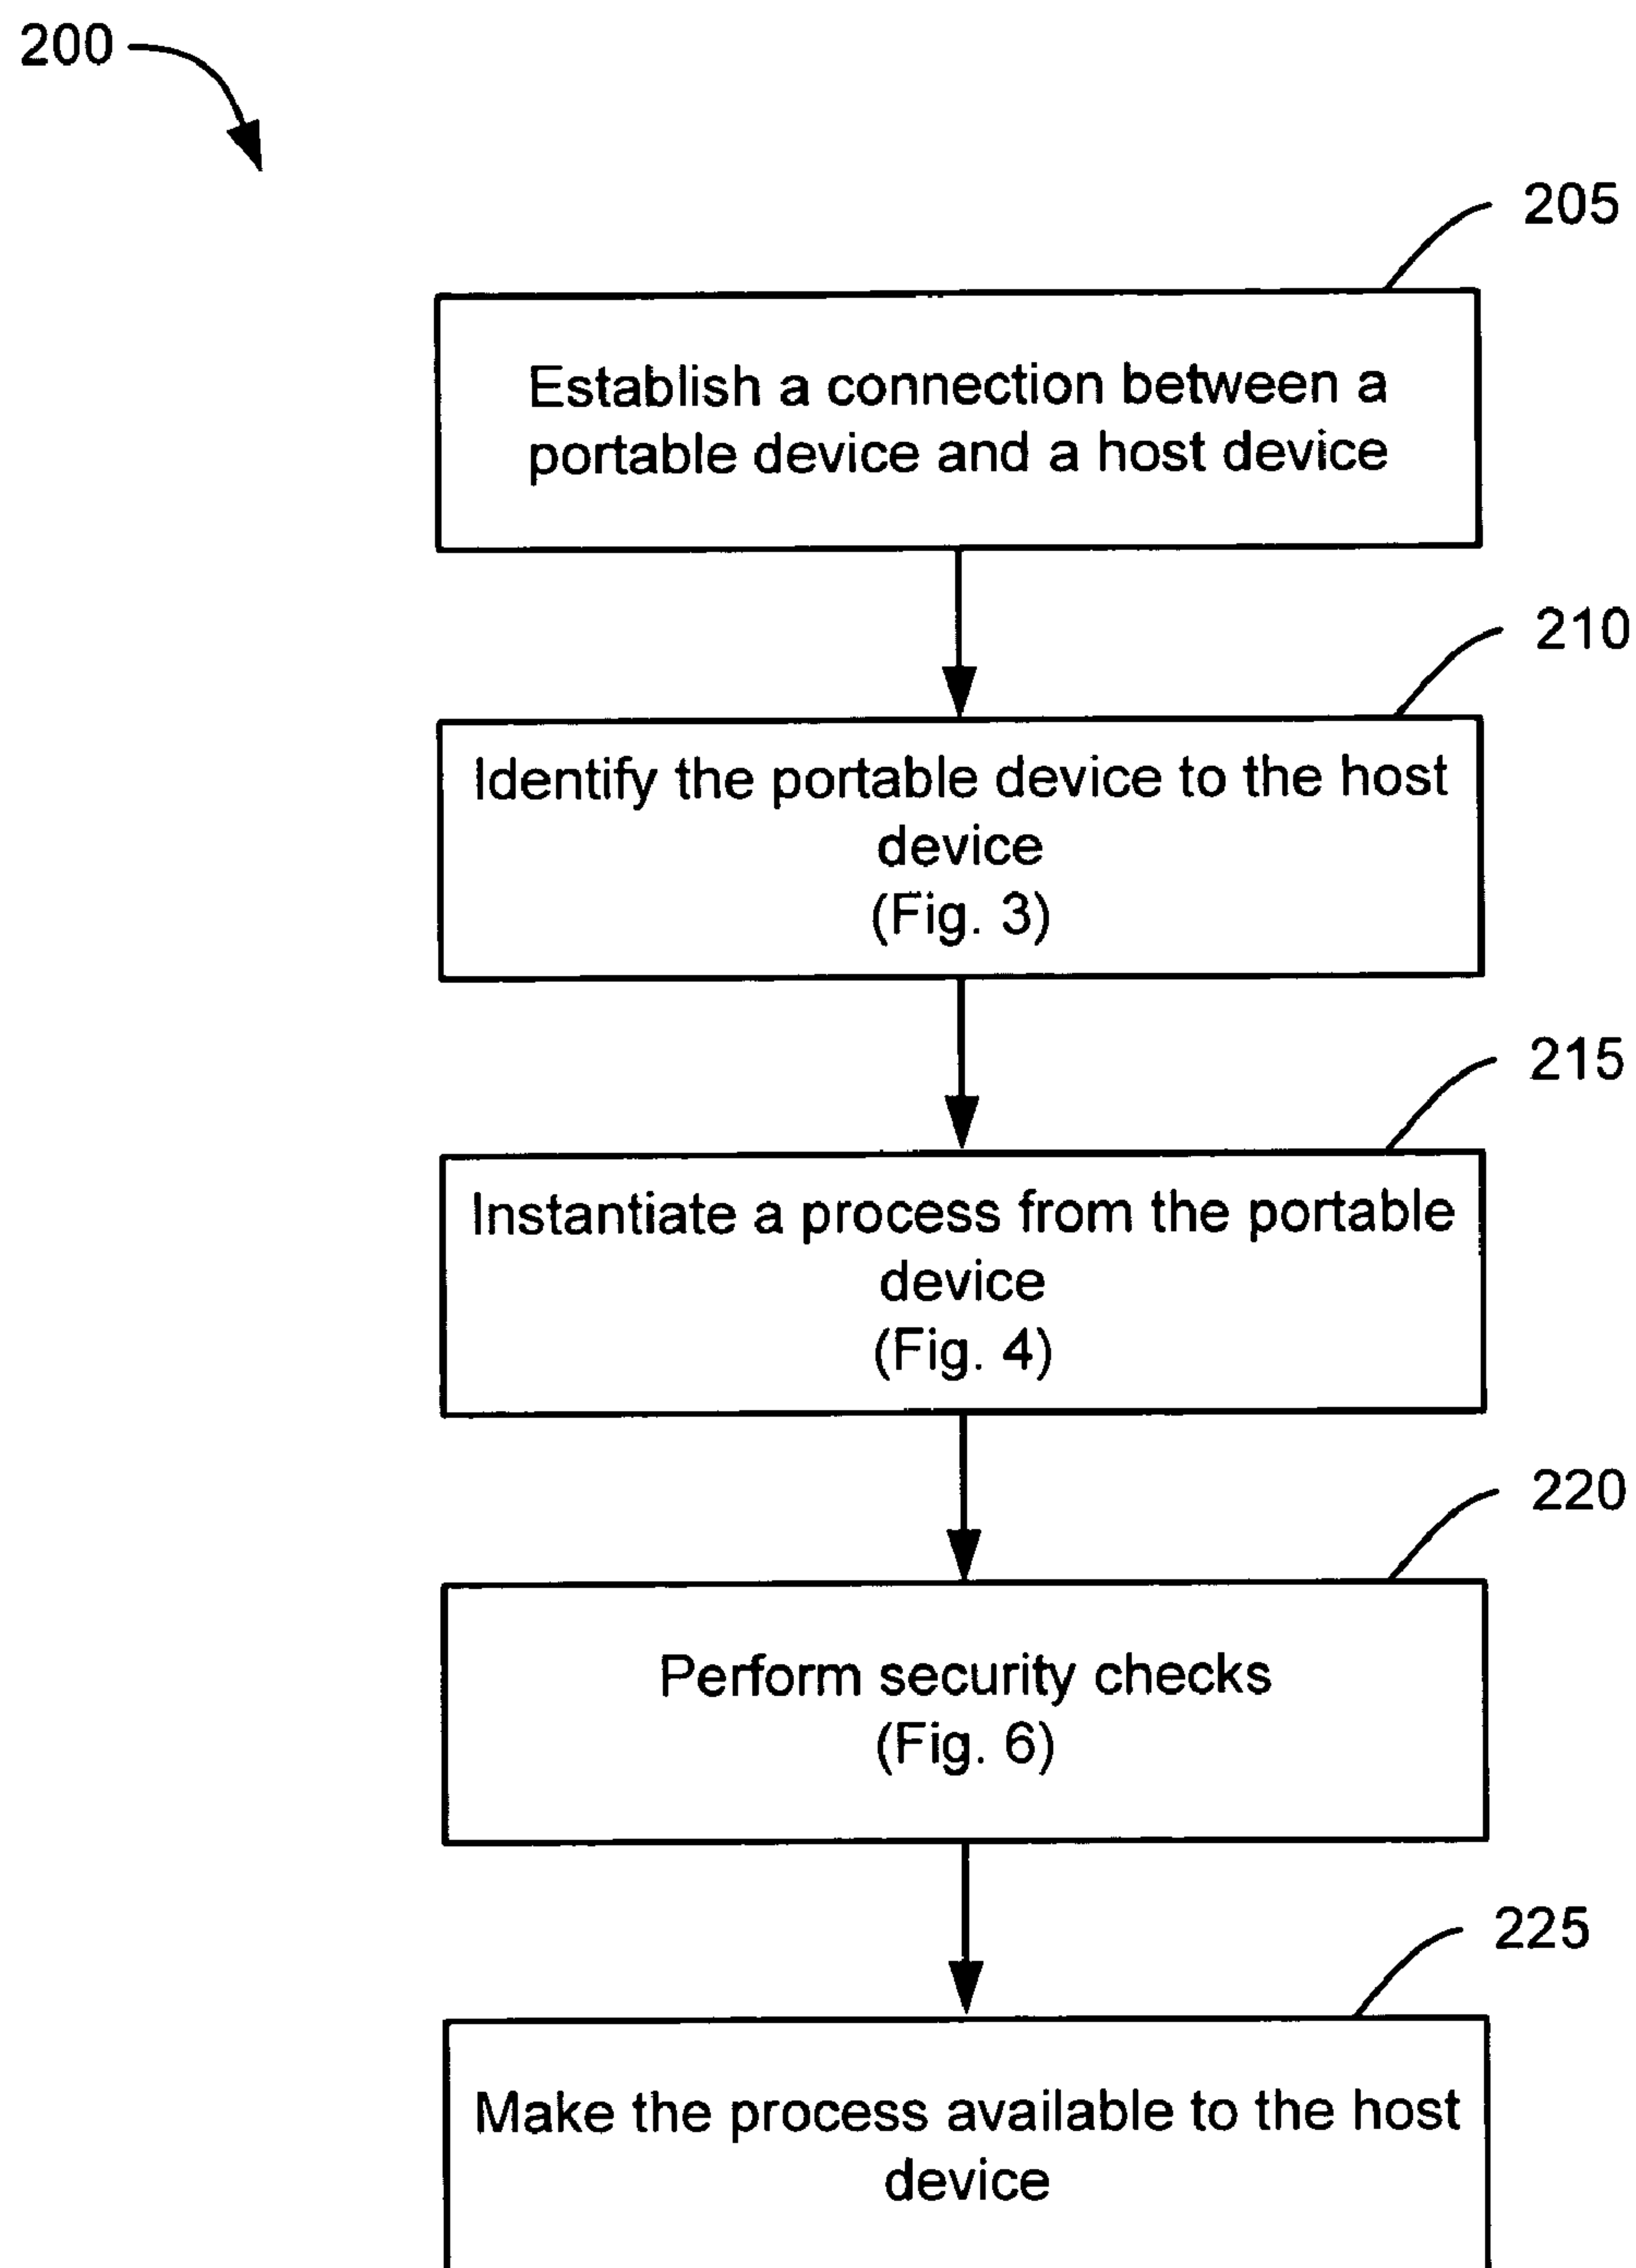 200
205
Establish a connection between a
portable device and a host device
210
Identify the portable device to the host
device
(Fig. 3)
215
Instantiate a process from the portable
device
(Fig. 4)
220
Perform security checks
(Fig. 6)
225
Make the process available to the host
device